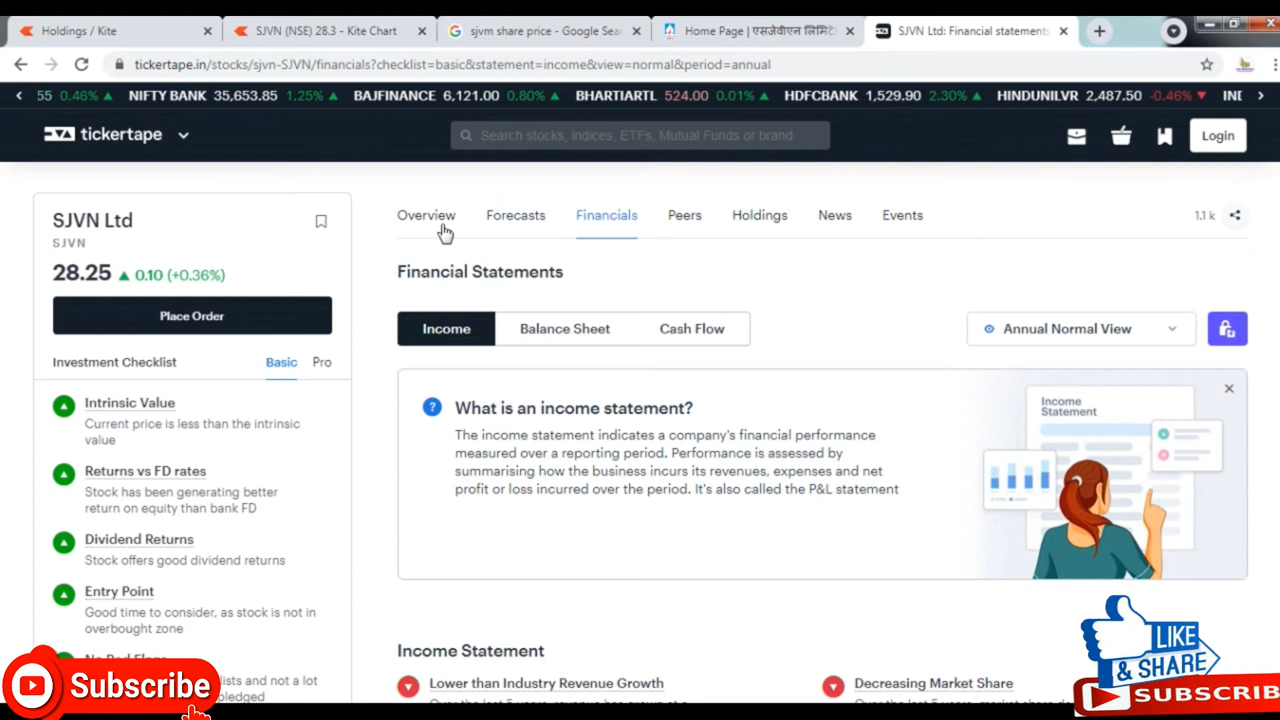 Holdings / Kite
SJVN (NSE) 28.3 - Kite Chart
sjvm share price - Google Sea
Home Page | एसजेवीएन लिमिटे
SJVN Ltd: Financial statements
tickertape.in/stocks/sjvn-SJVN/financials?checklist=basic&statement=income&view=normal&period=annual
55 0.46% NIFTY BANK 35,653.85 1.25% BAJFINANCE 6,121.00 0.80% BHARTIARTL 524.00 0.01% HDFCBANK 1,529.90 2.30% HINDUNILVR 2,487.50 -0.46%
tickertape
Search stocks, indices, ETFs, Mutual Funds or brand
Login
SJVN Ltd
SJVN
28.25 0.10 (+0.36%)
Place Order
Investment Checklist Basic Pro
Intrinsic Value
Current price is less than the intrinsic
value
Returns vs FD rates
Stock has been generating better
return on equity than bank FD
Dividend Returns
Stock offers good dividend returns
Entry Point
Good time to consider, as stock is not in
overbought zone
lists and not a lot
Overview Forecasts Financials Peers Holdings News Events
1.1 k
Financial Statements
Income Balance Sheet Cash Flow
Annual Normal View
What is an income statement?
The income statement indicates a company's financial performance
measured over a reporting period. Performance is assessed by
summarising how the business incurs its revenues, expenses and net
profit or loss incurred over the period. It's also called the P&L statement
Income
Statement
Income Statement
Lower than Industry Revenue Growth
Decreasing Market Share
Subscribe
LIKE
& SHARE
SUBSCRIB